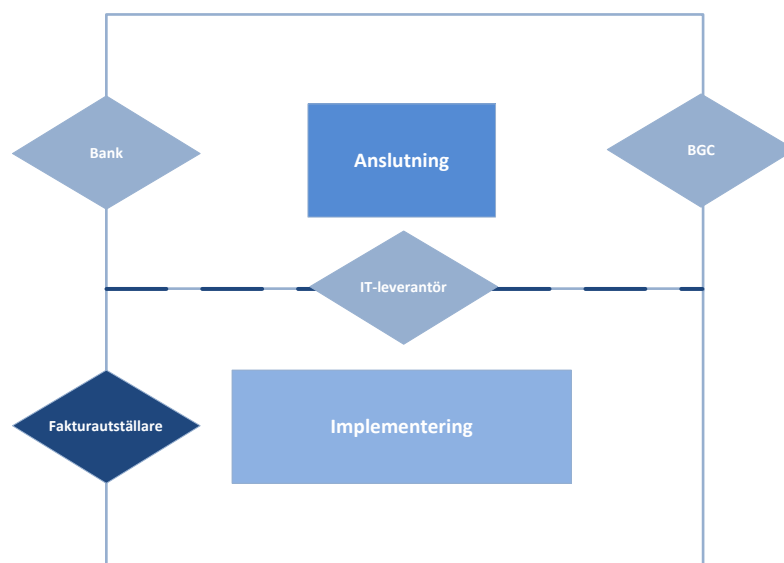 Bank
Anslutning
BGC
IT-leverantör
Fakturautställare
Implementering